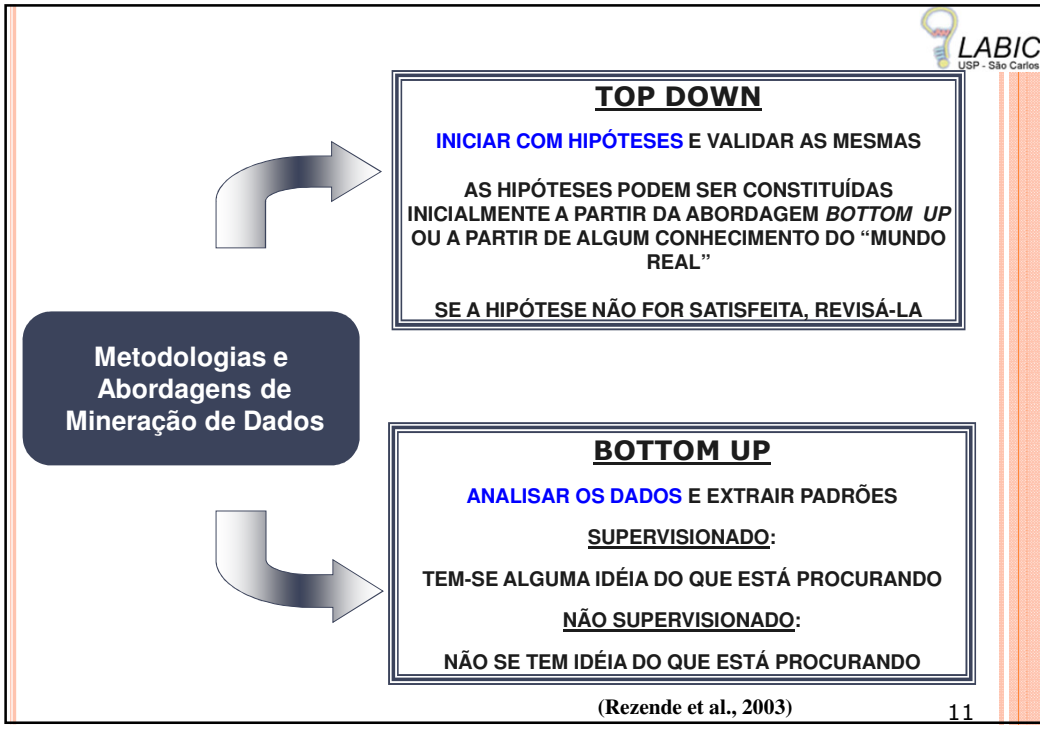 LABIC
USP - São Carlos
TOP DOWN
INICIAR COM HIPÓTESES E VALIDAR AS MESMAS
AS HIPÓTESES PODEM SER CONSTITUÍDAS
INICIALMENTE A PARTIR DA ABORDAGEM BOTTOM UP
OU A PARTIR DE ALGUM CONHECIMENTO DO “MUNDO
REAL”
SE A HIPÓTESE NÃO FOR SATISFEITA, REVISÁ-LA
Metodologias e
Abordagens de
Mineração de Dados
BOTTOM UP
ANALISAR OS DADOS E EXTRAIR PADRÕES
SUPERVISIONADO:
TEM-SE ALGUMA IDÉIA DO QUE ESTÁ PROCURANDO
NÃO SUPERVISIONADO:
NÃO SE TEM IDÉIA DO QUE ESTÁ PROCURANDO
(Rezende et al., 2003)
11